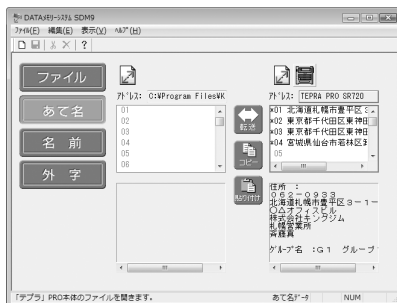 DATAﾒﾓﾘｰｼｽﾃﾑ SDM9
ﾌｧｲﾙ(F) 編集(E) 表示(V) ﾍﾙﾌﾟ(H)
ファイル
あて名
名 前
外 字
ｱﾄﾞﾚｽ: C:¥Program Files¥K
01
02
03
04
05
06
転送
コピー
貼り付け
ｱﾄﾞﾚｽ: TEPRA PRO SR720
*01 北海道札幌市豊平区3
*02 東京都千代田区東神田
*03 東京都千代田区東神田
*04 宮城県仙台市若林区
05
住所 :
062-0933
北海道札幌市豊平区3-1-
〇△オフィスビル
株式会社キングジム
札幌営業所
斉藤真
ｸﾞﾙｰﾌﾟ名 :G1 グループ
「テプラ」PRO本体のファイルを開きます。
あて名ﾃﾞｰﾀ NUM